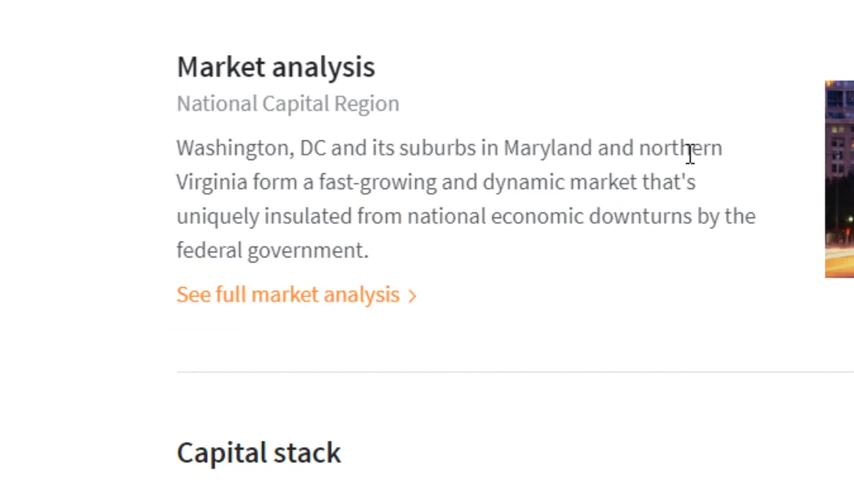 Market analysis
National Capital Region
Washington, DC and its suburbs in Maryland and northern
Virginia form a fast-growing and dynamic market that's
uniquely insulated from national economic downturns by the
federal government.
See full market analysis >
Capital stack